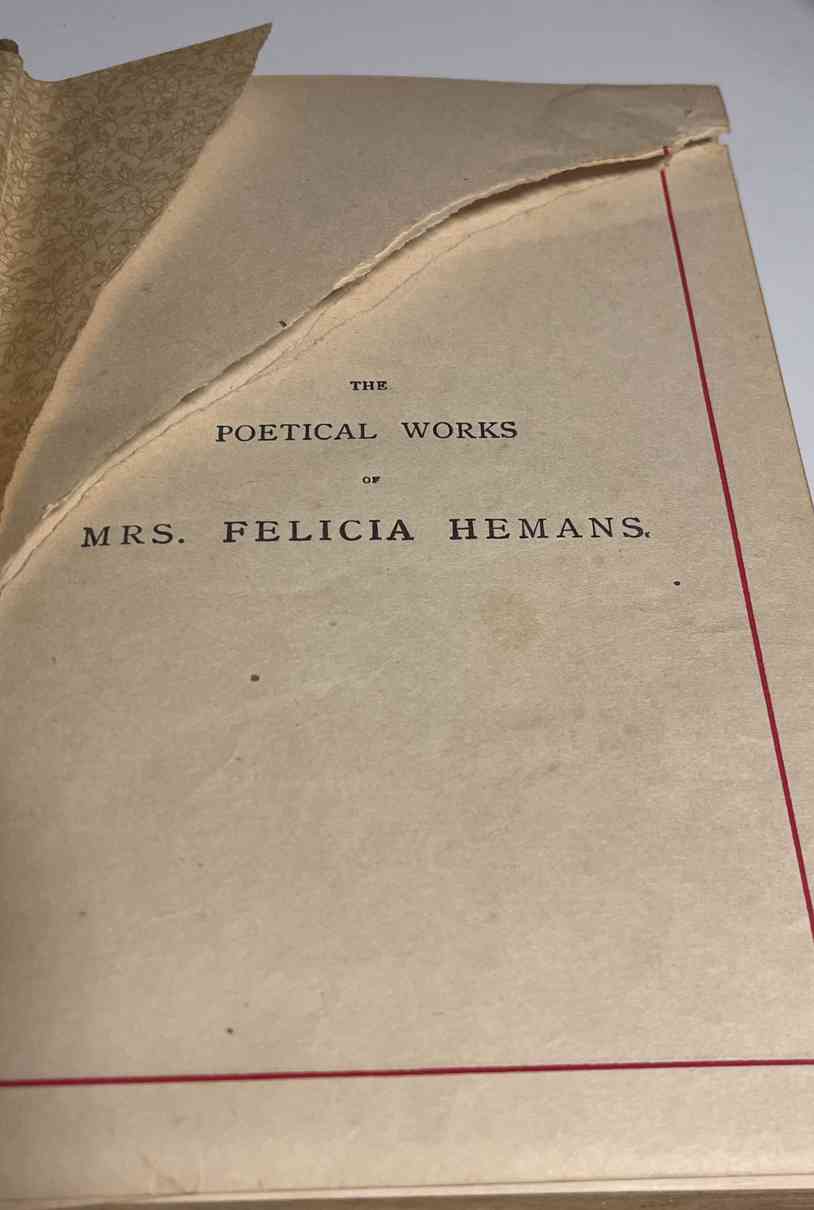 THE
POETICAL WORKS
OF
MRS. FELICIA HEMANS.